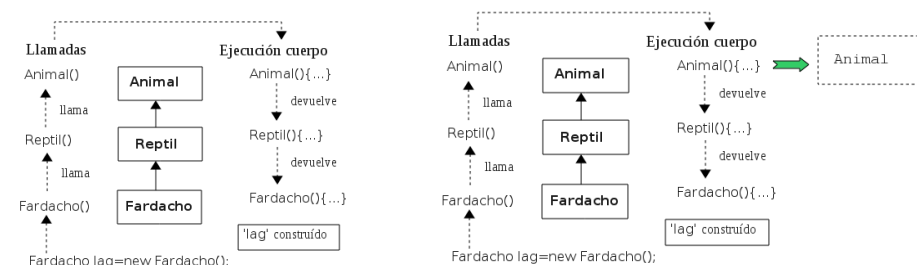 Llamadas
Ejecución cuerpo
Animal()
Animal
Animal(){...}
llama
devuelve
Reptil()
Reptil
Reptil(){...}
llama
devuelve
Fardacho()
Fardacho
Fardacho(){...}
'lag' construído
Fardacho lag=new Fardacho();
Llamadas
Ejecución cuerpo
Animal()
Animal
Animal(){...}
Animal
llama
devuelve
Reptil()
Reptil
Reptil(){...}
llama
devuelve
Fardacho()
Fardacho
Fardacho(){...}
'lag' construído
Fardacho lag=new Fardacho();